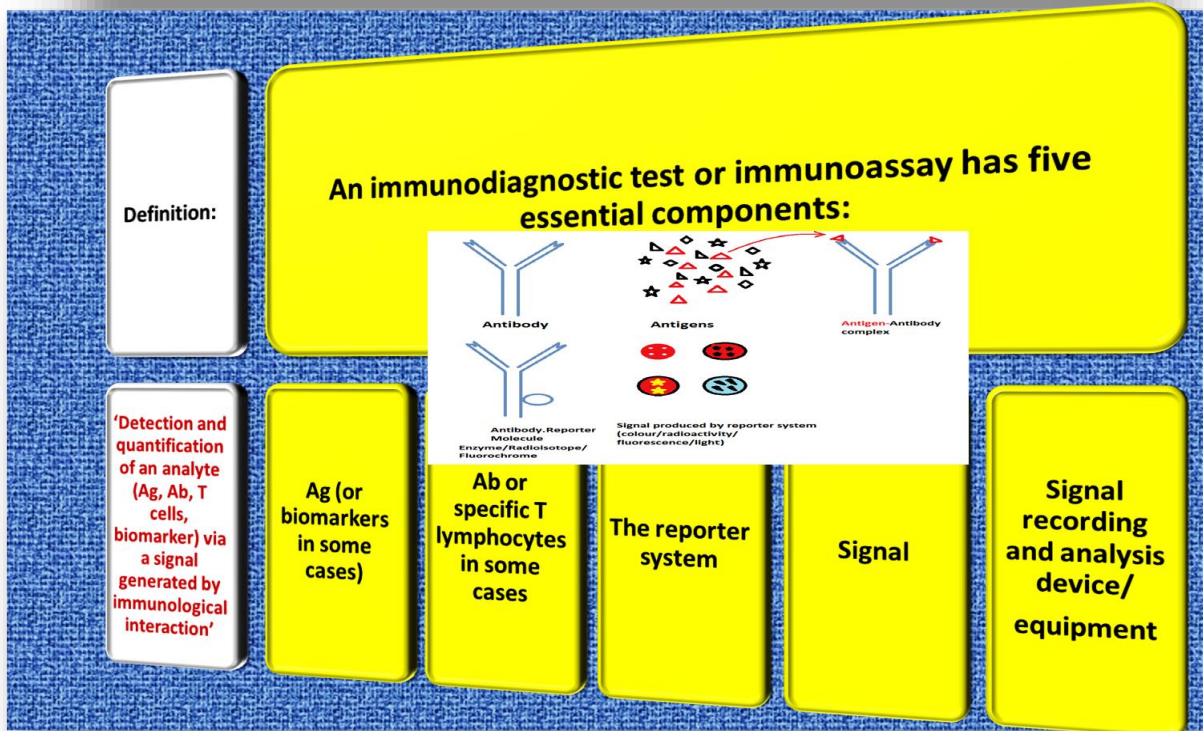 Definition:
An immunodiagnostic test or immunoassay has five
essential components:
Antibody
Antigens
Antigen-Antibody
complex
Antibody.Reporter
Molecule
Enzyme/Radioisotope/
Fluorochrome
Signal produced by reporter system
(colour/radioactivity/
fluorescence/light)
‘Detection and
quantification
of an analyte
(Ag, Ab, T
cells,
biomarker) via
a signal
generated by
immunological
interaction’
Ag (or
biomarkers
in some
cases)
Ab or
specific T
lymphocytes
in some
cases
The reporter
system
Signal
Signal
recording
and analysis
device/
equipment